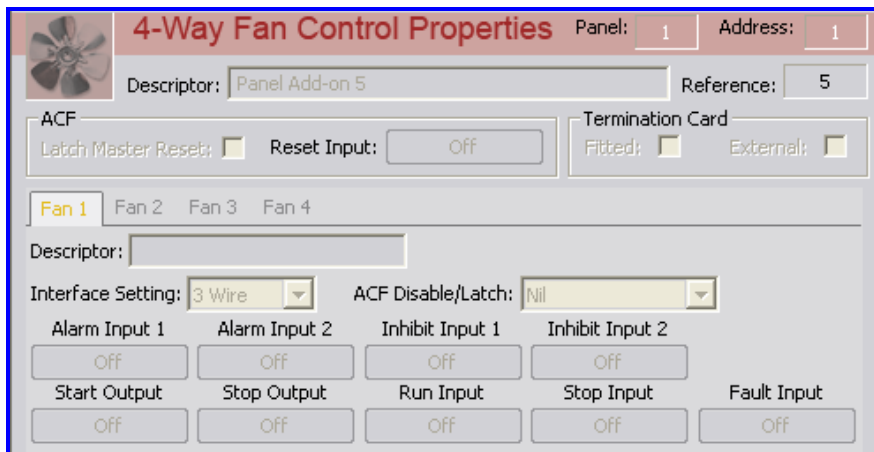 4-Way Fan Control Properties Panel: 1 Address: 1
Descriptor: Panel Add-on 5 Reference: 5
ACF Termination Card
Latch Master Reset: Reset Input: Off Fitted: External:
Fan 1 Fan 2 Fan 3 Fan 4
Descriptor:
Interface Setting: 3 Wire ACF Disable/Latch: Nil
Alarm Input 1 Alarm Input 2 Inhibit Input 1 Inhibit Input 2
Off Off Off Off
Start Output Stop Output Run Input Stop Input Fault Input
Off Off Off Off Off